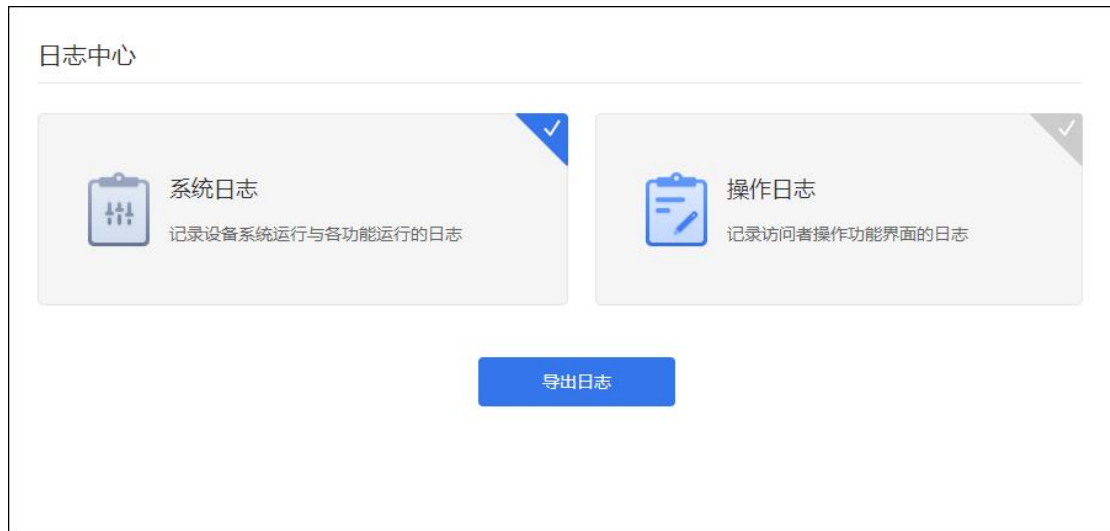 日志中心
系统日志
记录设备系统运行与各功能运行的日志
操作日志
记录访问者操作功能界面的日志
导出日志